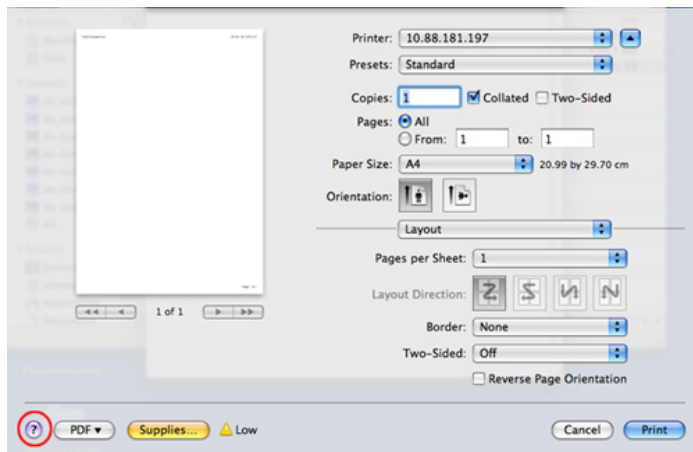 Printer: 10.88.181.197
Presets: Standard
Copies: 1 Collated Two-Sided
Pages: All
From: 1 to: 1
Paper Size: A4 20.99 by 29.70 cm
Orientation:
Layout
Pages per Sheet: 1
Layout Direction:
Border: None
Two-Sided: Off
Reverse Page Orientation
1 of 1
? PDF Supplies... Low Cancel Print